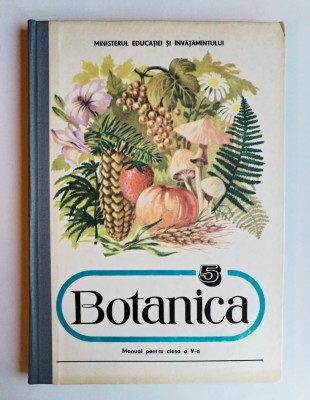 MINISTERUL EDUCAȚIEI ȘI ÎNVĂȚĂMÎNTULUI
5
Botanica
Manual pentru clasa a V-a